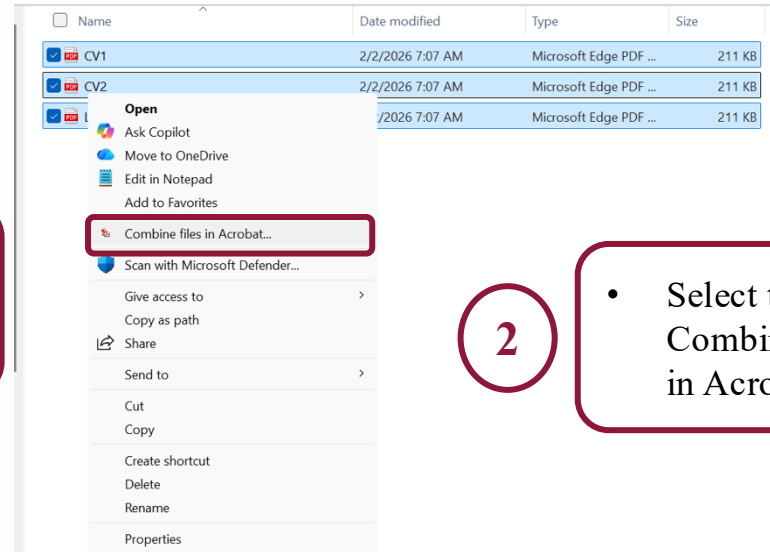 Name Date modified Type Size
CV1 2/2/2026 7:07 AM Microsoft Edge PDF ... 211 KB
CV2 2/2/2026 7:07 AM Microsoft Edge PDF ... 211 KB
/2026 7:07 AM Microsoft Edge PDF ... 211 KB
Open
Ask Copilot
Move to OneDrive
Edit in Notepad
Add to Favorites
Combine files in Acrobat...
Scan with Microsoft Defender...
Give access to
Copy as path
Share
Send to
Cut
Copy
Create shortcut
Delete
Rename
Properties
2
• Select
in